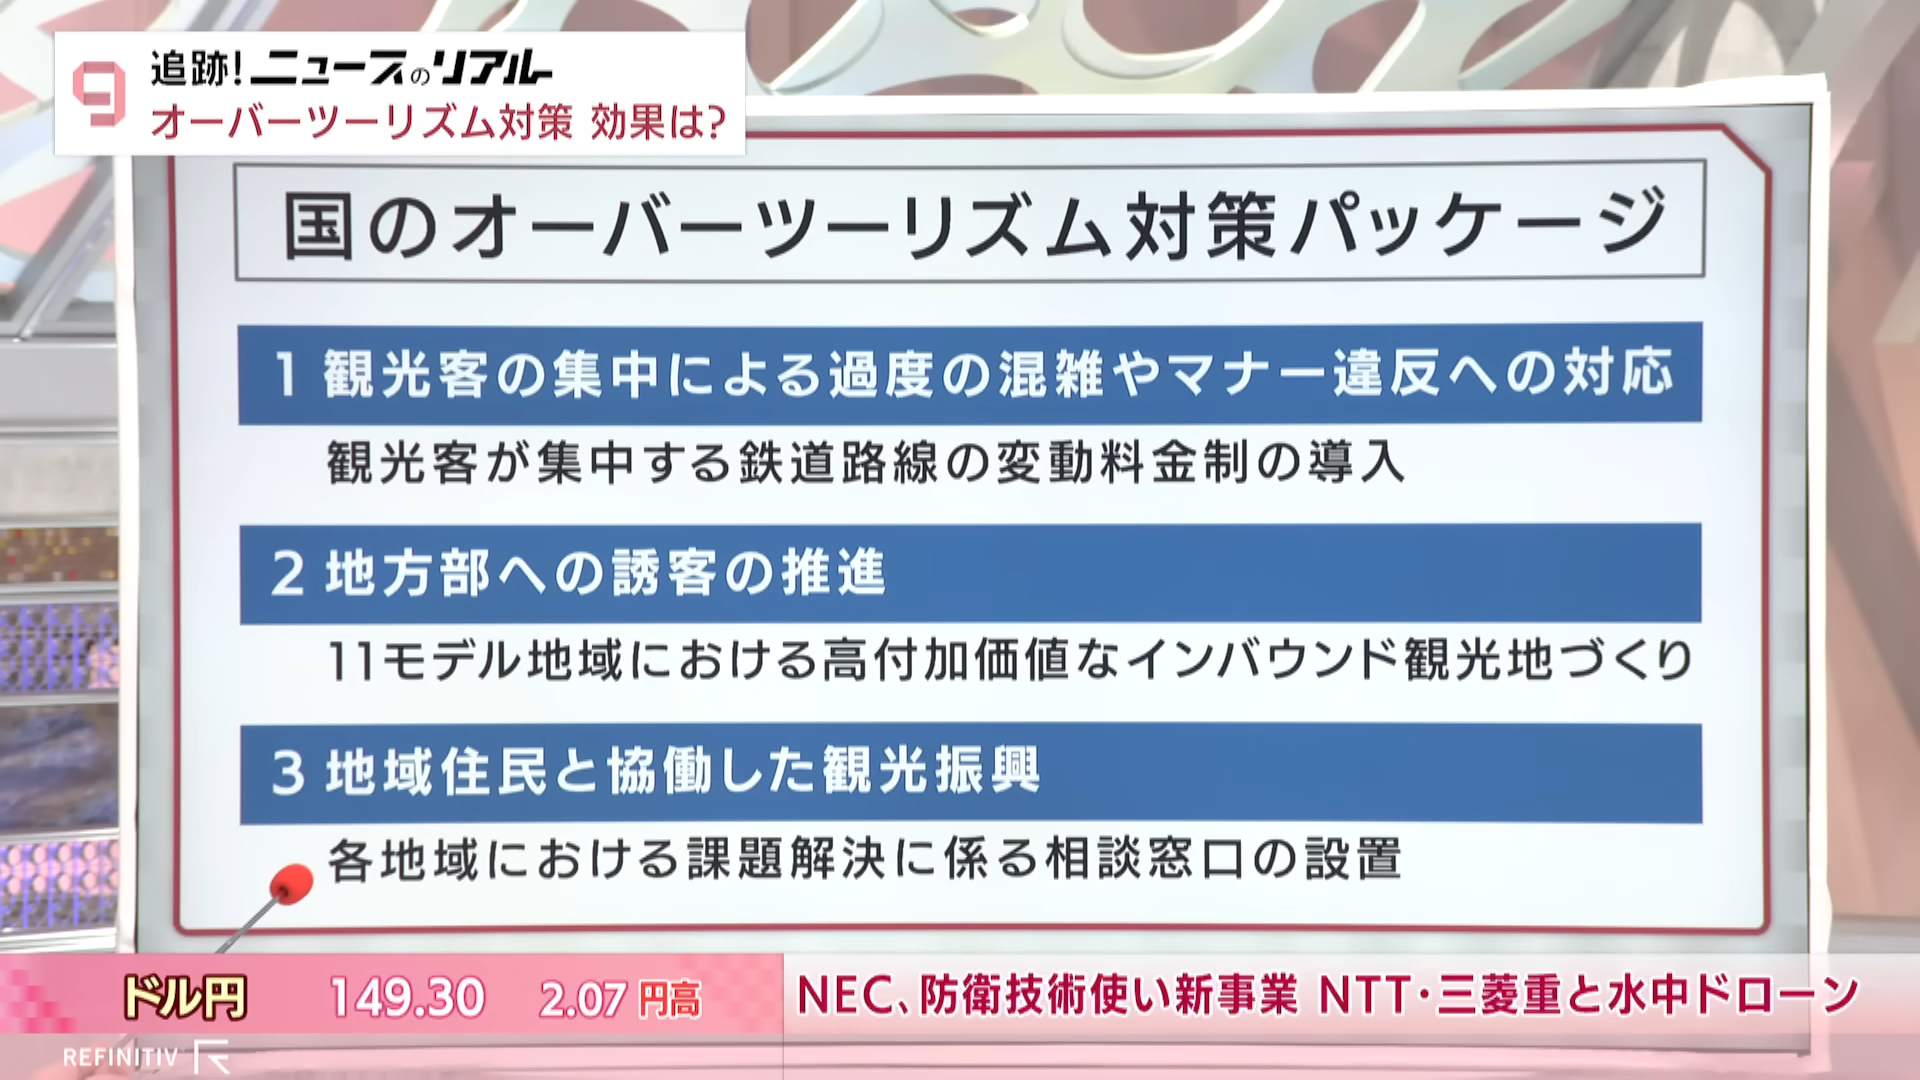 9
追跡!ニュースのリアル
オーバーツーリズム対策 効果は?
国のオーバーツーリズム対策パッケージ
1 観光客の集中による過度の混雑やマナー違反への対応
観光客が集中する鉄道路線の変動料金制の導入
2 地方部への誘客の推進
11モデル地域における高付加価値なインバウンド観光地づくり
3 地域住民と協働した観光振興
各地域における課題解決に係る相談窓口の設置
ドル円 149.30 2.07 円高
NEC、防衛技術使い新事業 NTT・三菱重と水中ドローン
REFINITIV